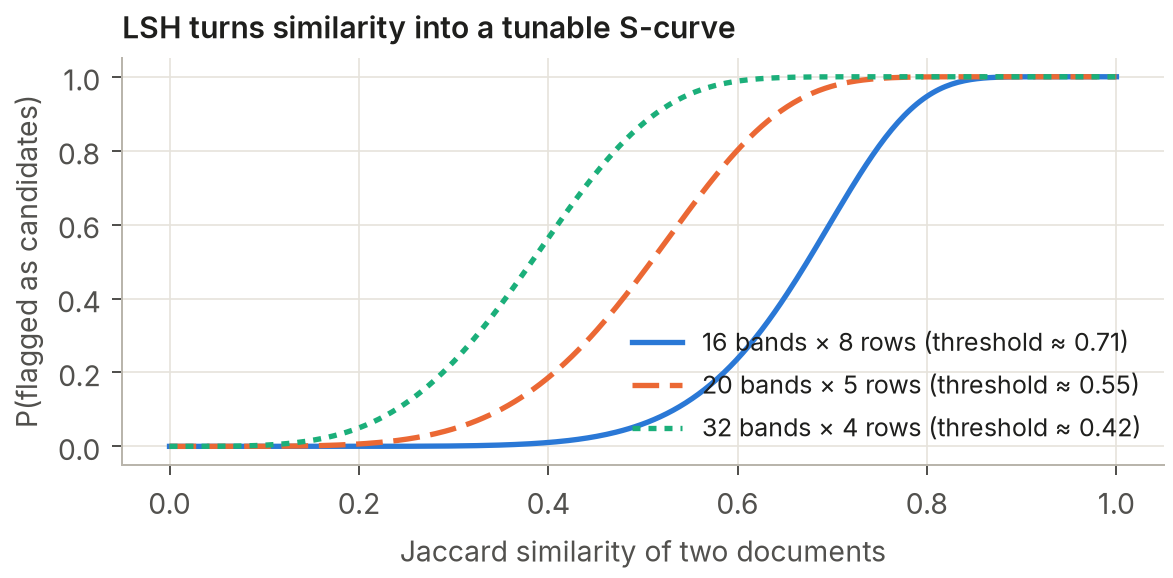 LSH turns similarity into a tunable S-curve
P(flagged as candidates)
1.0
0.8
0.6
0.4
0.2
0.0
16 bands × 8 rows (threshold ≈ 0.71)
20 bands × 5 rows (threshold ≈ 0.55)
32 bands × 4 rows (threshold ≈ 0.42)
0.0 0.2 0.4 0.6 0.8 1.0
Jaccard similarity of two documents